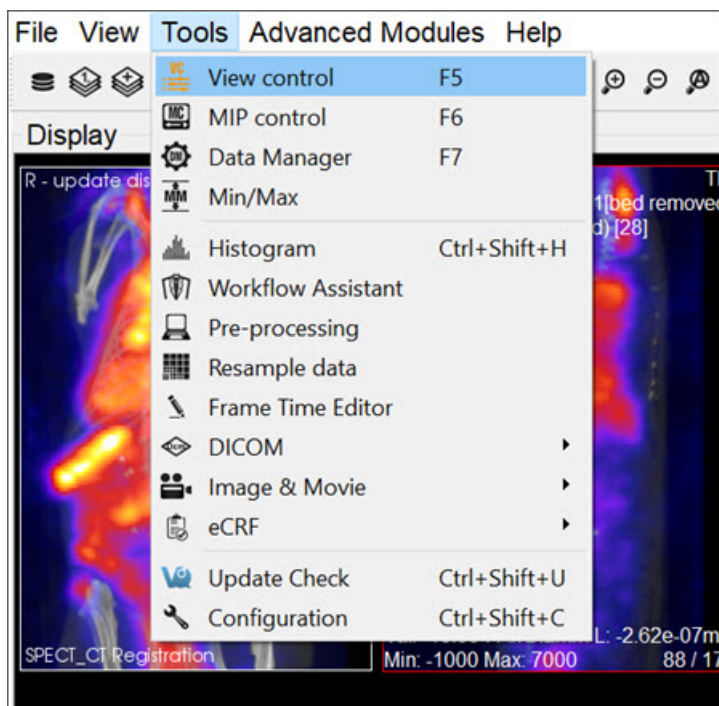 File View Tools Advanced Modules Help
View control F5
MIP control F6
Data Manager F7
Min/Max
Histogram Ctrl+Shift+H
Workflow Assistant
Pre-processing
Resample data
Frame Time Editor
DICOM
Image & Movie
eCRF
Update Check Ctrl+Shift+U
Configuration Ctrl+Shift+C
Display
R - update dis
1[bed removed
d) [28]
SPECT_CT Registration
L: -2.62e-07m
Min: -1000 Max: 7000 88 / 17